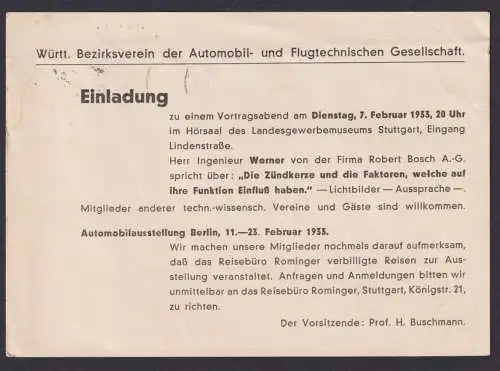 Württ. Bezirksverein der Automobil- und Flugtechnischen Gesellschaft.
Einladung
zu einem Vortragsabend am Dienstag, 7. Februar 1933, 20 Uhr
im Hörsaal des Landesgewerbemuseums Stuttgart, Eingang
Lindenstraße.
Herr Ingenieur Werner von der Firma Robert Bosch A.-G.
spricht über: „Die Zündkerze und die Faktoren, welche auf
ihre Funktion Einfluß haben.“ — Lichtbilder — Aussprache —.
Mitglieder anderer techn.-wissensch. Vereine und Gäste sind willkommen.
Automobilausstellung Berlin, 11.—23. Februar 1933.
Wir machen unsere Mitglieder nochmals darauf aufmerksam,
daß das Reisebüro Rominger verbilligte Reisen zur Aus-
stellung veranstaltet. Anfragen und Anmeldungen bitten wir
unmittelbar an das Reisebüro Rominger, Stuttgart, Königstr. 21,
zu richten.
Der Vorsitzende: Prof. H. Buschmann.